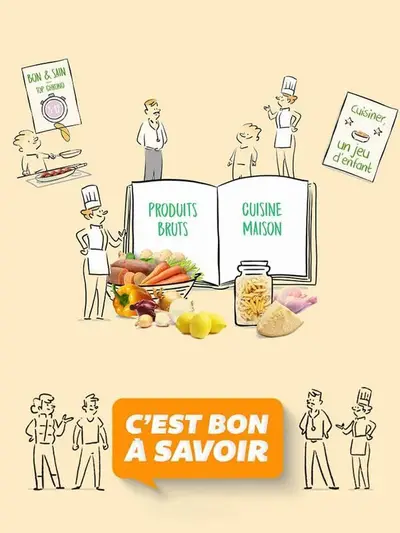 BON & SAIN
TOP CHRONO
Cuisiner
un jeu
d'enfant
PRODUITS
BRUTS
CUISINE
MAISON
C'EST BON
À SAVOIR